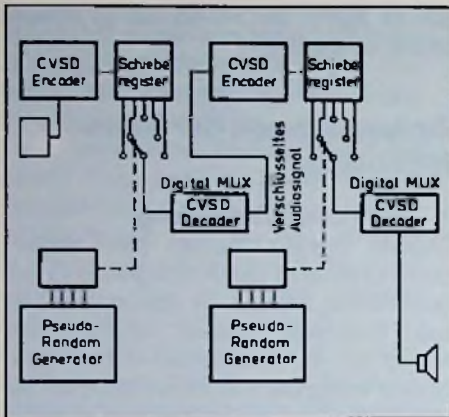 CVSD
Encoder
Schiebe
register
CVSD
Encoder
Schiebe
register
Digital MUX
CVSD
Decoder
Verschlüsseltes
Audiosignal
Digital MUX
CVSD
Decoder
Pseudo-
Random
Generator
Pseudo-
Random
Generator